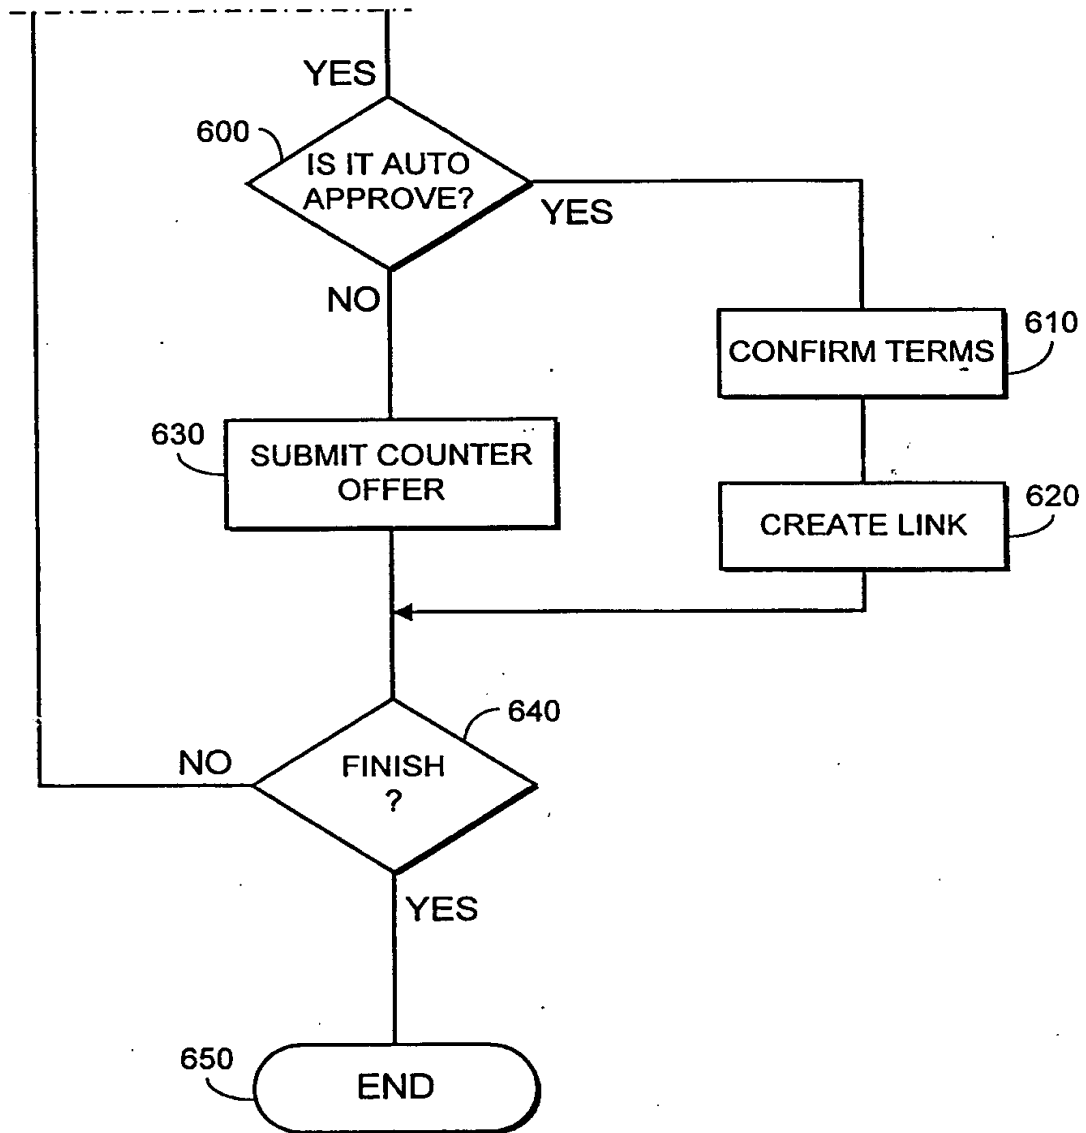 YES
600
IS IT AUTO
APPROVE?
YES
NO
610
CONFIRM TERMS
630
SUBMIT COUNTER
OFFER
620
CREATE LINK
640
NO
FINISH
?
YES
650
END